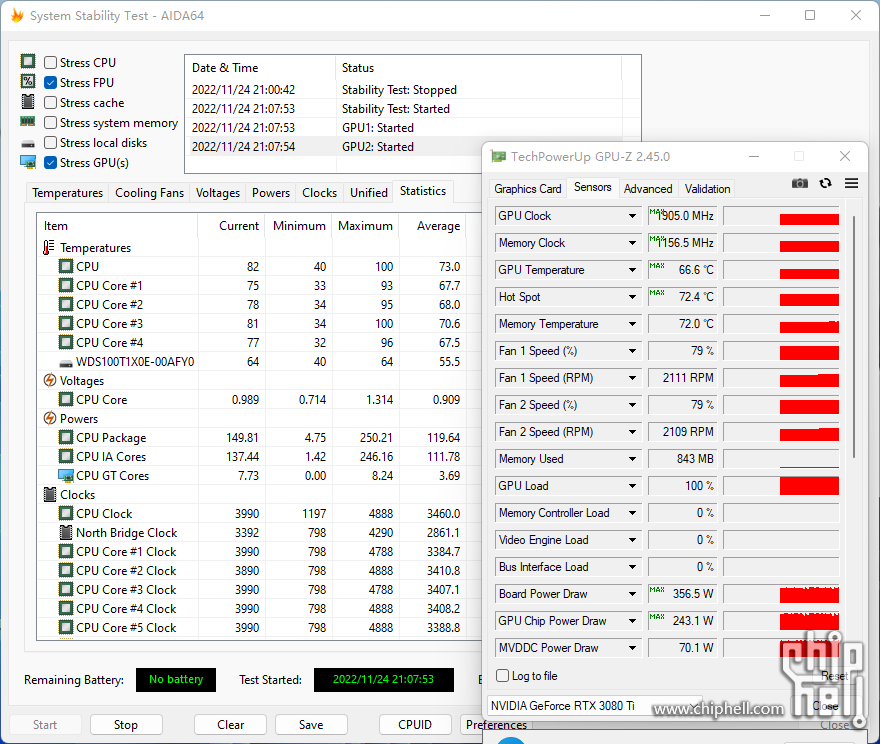 System Stability Test - AIDA64
Stress CPU
Stress FPU
Stress cache
Stress system memory
Stress local disks
Stress GPU(s)
Date & Time Status
2022/11/24 21:00:42 Stability Test: Stopped
2022/11/24 21:07:53 Stability Test: Started
2022/11/24 21:07:53 GPU1: Started
2022/11/24 21:07:54 GPU2: Started
Temperatures Cooling Fans Voltages Powers Clocks Unified Statistics
Item Current Minimum Maximum Average
Temperatures
CPU 82 40 100 73.0
CPU Core #1 75 33 93 67.7
CPU Core #2 78 34 95 68.0
CPU Core #3 81 34 100 70.6
CPU Core #4 77 32 96 67.5
WDS100T1X0E-00AFY0 64 40 64 55.5
Voltages
CPU Core 0.989 0.714 1.314 0.909
Powers
CPU Package 149.81 4.75 250.21 119.64
CPU IA Cores 137.44 1.42 246.16 111.78
CPU GT Cores 7.73 0.00 8.24 3.69
Clocks
CPU Clock 3990 1197 4888 3460.0
North Bridge Clock 3392 798 4290 2861.1
CPU Core #1 Clock 3990 798 4788 3384.7
CPU Core #2 Clock 3890 798 4788 3410.8
CPU Core #3 Clock 3990 798 4788 3407.1
CPU Core #4 Clock 3990 798 4788 3408.2
CPU Core #5 Clock 3990 798 4888 3388.8
Remaining Battery: No battery Test Started: 2022/11/24 21:07:53
Start Stop Clear Save CPUID Preferences Close
TechPowerUp GPU-Z 2.45.0
Graphics Card Sensors Advanced Validation
GPU Clock MAX 1905.0 MHz
Memory Clock MAX 1156.5 MHz
GPU Temperature MAX 66.6 °C
Hot Spot MAX 72.4 °C
Memory Temperature 72.0 °C
Fan 1 Speed (%) 79 %
Fan 1 Speed (RPM) 2111 RPM
Fan 2 Speed (%) 79 %
Fan 2 Speed (RPM) 2109 RPM
Memory Used 843 MB
GPU Load 100 %
Memory Controller Load 0 %
Video Engine Load 0 %
Bus Interface Load 0 %
Board Power Draw MAX 356.5 W
GPU Chip Power Draw MAX 243.1 W
MVDDC Power Draw 70.1 W
Log to file Reset
NVIDIA GeForce RTX 3080 Ti Close
www.chiphell.com
chip hell